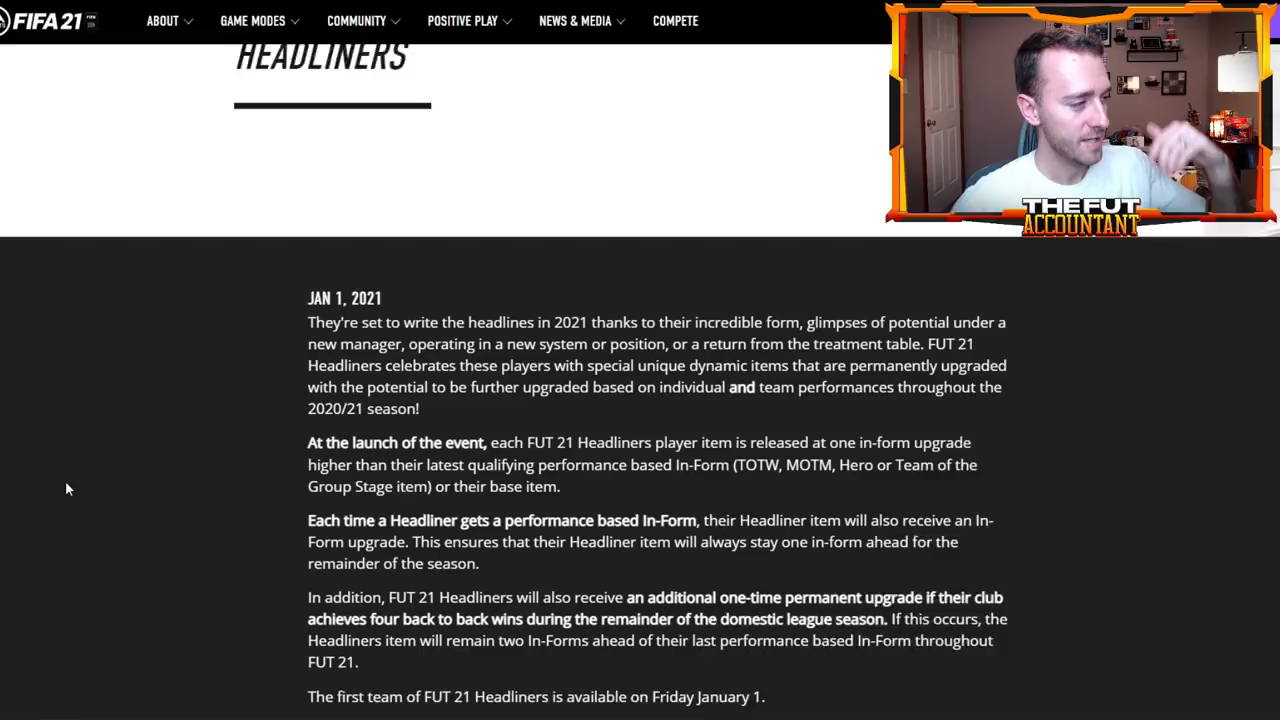 FIFA 21
ABOUT
GAME MODES
COMMUNITY
POSITIVE PLAY
NEWS & MEDIA
COMPETE
HEADLINERS
THE FUT
ACCOUNTANT
JAN 1, 2021
They're set to write the headlines in 2021 thanks to their incredible form, glimpses of potential under a
new manager, operating in a new system or position, or a return from the treatment table. FUT 21
Headliners celebrates these players with special unique dynamic items that are permanently upgraded
with the potential to be further upgraded based on individual and team performances throughout the
2020/21 season!
At the launch of the event, each FUT 21 Headliners player item is released at one in-form upgrade
higher than their latest qualifying performance based In-Form (TOTW, MOTM, Hero or Team of the
Group Stage item) or their base item.
Each time a Headliner gets a performance based In-Form, their Headliner item will also receive an In-
Form upgrade. This ensures that their Headliner item will always stay one in-form ahead for the
remainder of the season.
In addition, FUT 21 Headliners will also receive an additional one-time permanent upgrade if their club
achieves four back to back wins during the remainder of the domestic league season. If this occurs, the
Headliners item will remain two In-Forms ahead of their last performance based In-Form throughout
FUT 21.
The first team of FUT 21 Headliners is available on Friday January 1.